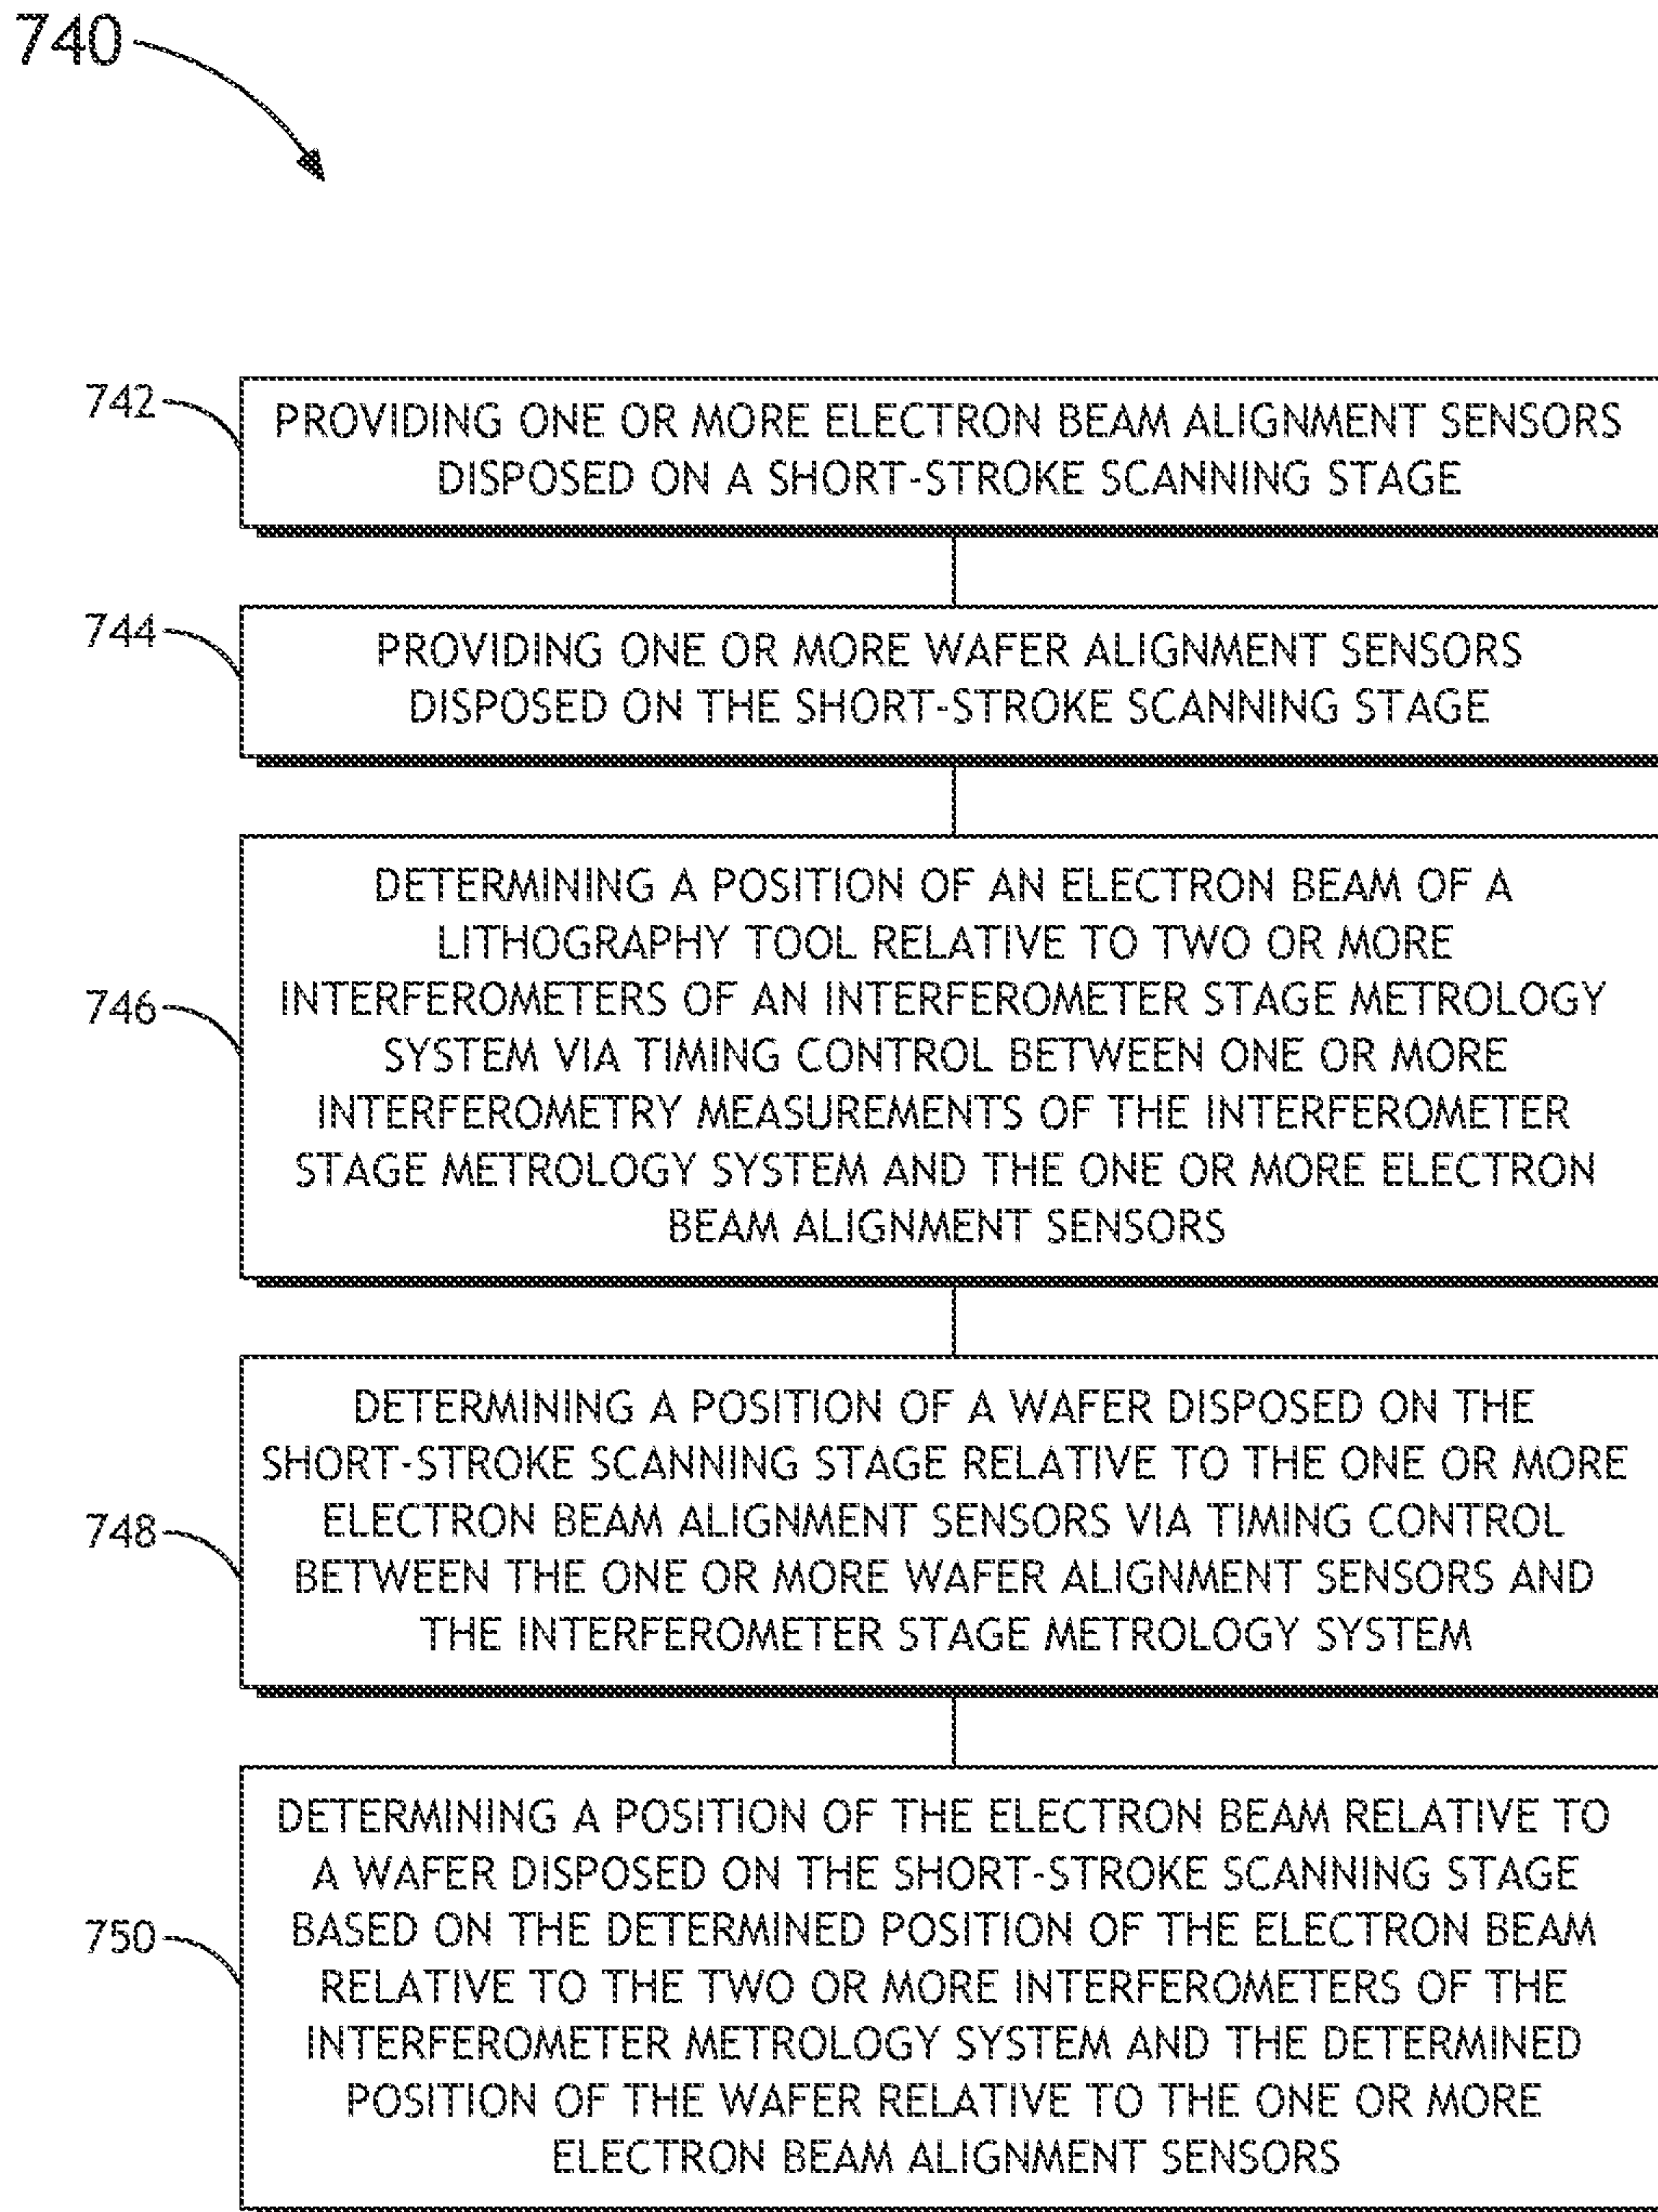 740
742
PROVIDING ONE OR MORE ELECTRON BEAM ALIGNMENT SENSORS
DISPOSED ON A SHORT-STROKE SCANNING STAGE
744
PROVIDING ONE OR MORE WAFER ALIGNMENT SENSORS
DISPOSED ON THE SHORT-STROKE SCANNING STAGE
746
DETERMINING A POSITION OF AN ELECTRON BEAM OF A
LITHOGRAPHY TOOL RELATIVE TO TWO OR MORE
INTERFEROMETERS OF AN INTERFEROMETER STAGE METROLOGY
SYSTEM VIA TIMING CONTROL BETWEEN ONE OR MORE
INTERFEROMETRY MEASUREMENTS OF THE INTERFEROMETER
STAGE METROLOGY SYSTEM AND THE ONE OR MORE ELECTRON
BEAM ALIGNMENT SENSORS
748
DETERMINING A POSITION OF A WAFER DISPOSED ON THE
SHORT-STROKE SCANNING STAGE RELATIVE TO THE ONE OR MORE
ELECTRON BEAM ALIGNMENT SENSORS VIA TIMING CONTROL
BETWEEN THE ONE OR MORE WAFER ALIGNMENT SENSORS AND
THE INTERFEROMETER STAGE METROLOGY SYSTEM
750
DETERMINING A POSITION OF THE ELECTRON BEAM RELATIVE TO
A WAFER DISPOSED ON THE SHORT-STROKE SCANNING STAGE
BASED ON THE DETERMINED POSITION OF THE ELECTRON BEAM
RELATIVE TO THE TWO OR MORE INTERFEROMETERS OF THE
INTERFEROMETER METROLOGY SYSTEM AND THE DETERMINED
POSITION OF THE WAFER RELATIVE TO THE ONE OR MORE
ELECTRON BEAM ALIGNMENT SENSORS